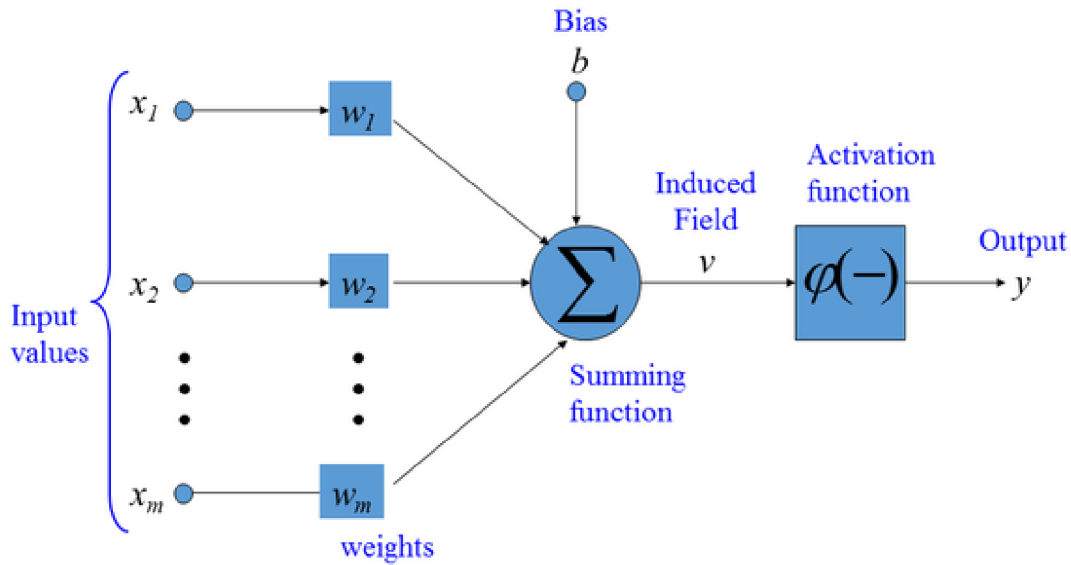 Bias
b
x1
w1
Activation
function
Induced
Field
v
Output
y
x2
w2
∑
φ(−)
Input
values
Summing
function
xm
wm
weights